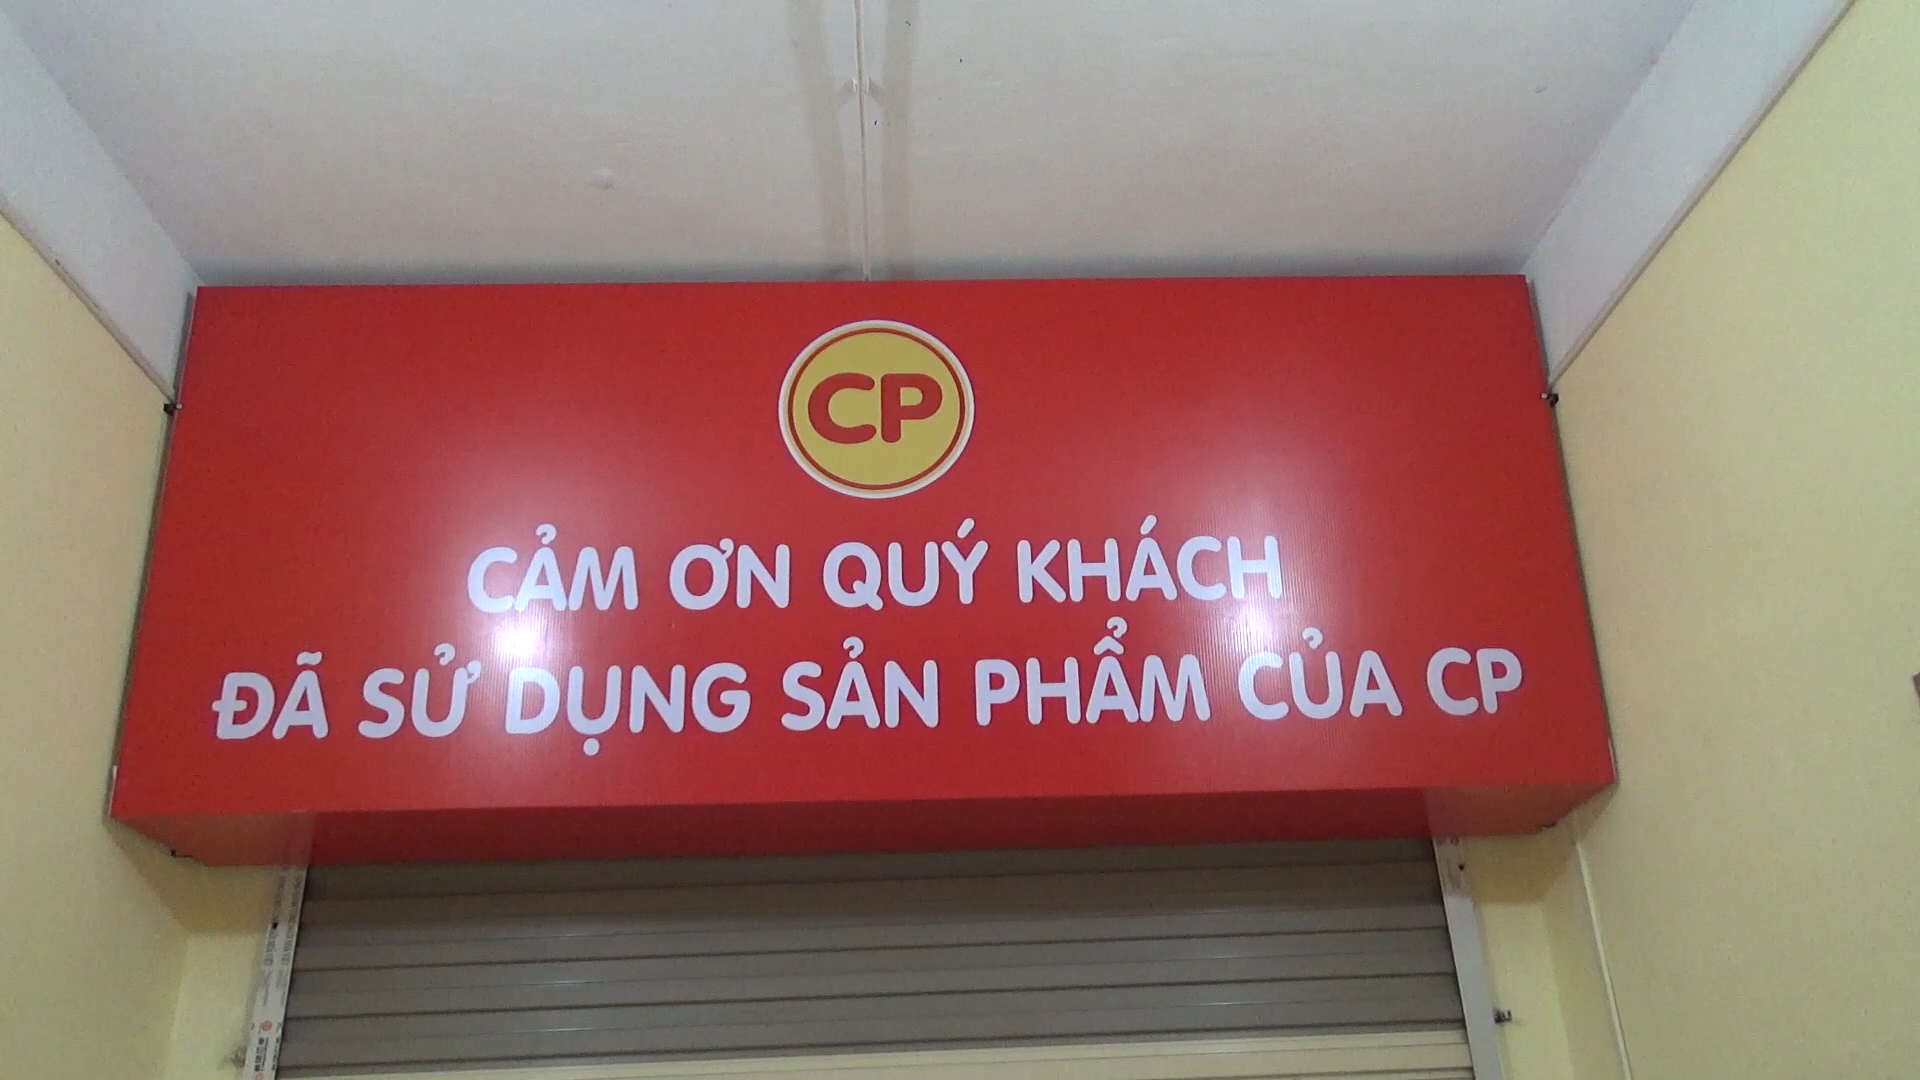 CP
CẢM ƠN QUÝ KHÁCH
ĐÃ SỬ DỤNG SẢN PHẨM CỦA CP